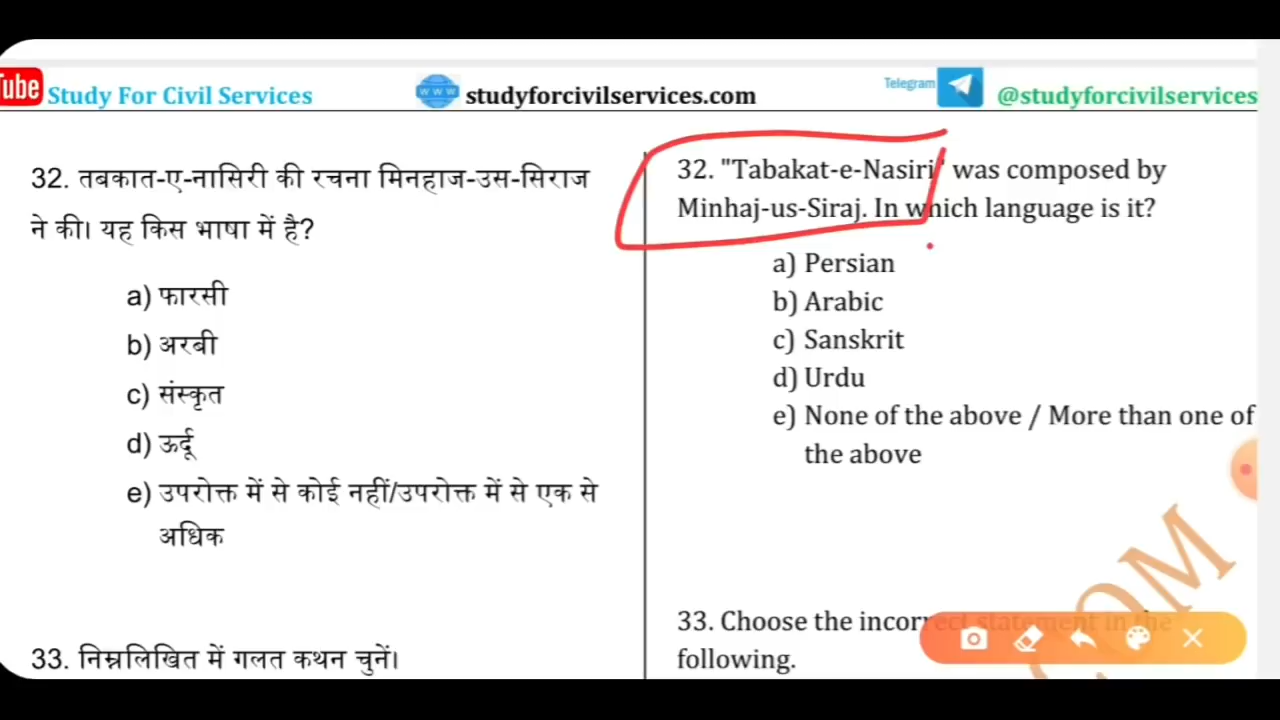 Tube Study For Civil Services
WWW studyforcivilservices.com
Telegram @studyforcivilservices
32. तबकात-ए-नासिरी की रचना मिनहाज-उस-सिराज
ने की। यह किस भाषा में है?
a) फारसी
b) अरबी
c) संस्कृत
d) ऊर्दू
e) उपरोक्त में से कोई नहीं/उपरोक्त में से एक से
अधिक
33. निम्नलिखित में गलत कथन चुनें।
32. "Tabakat-e-Nasiri" was composed by
Minhaj-us-Siraj. In which language is it?
a) Persian
b) Arabic
c) Sanskrit
d) Urdu
e) None of the above / More than one of
the above
33. Choose the incorrect statement in the
following.
OM